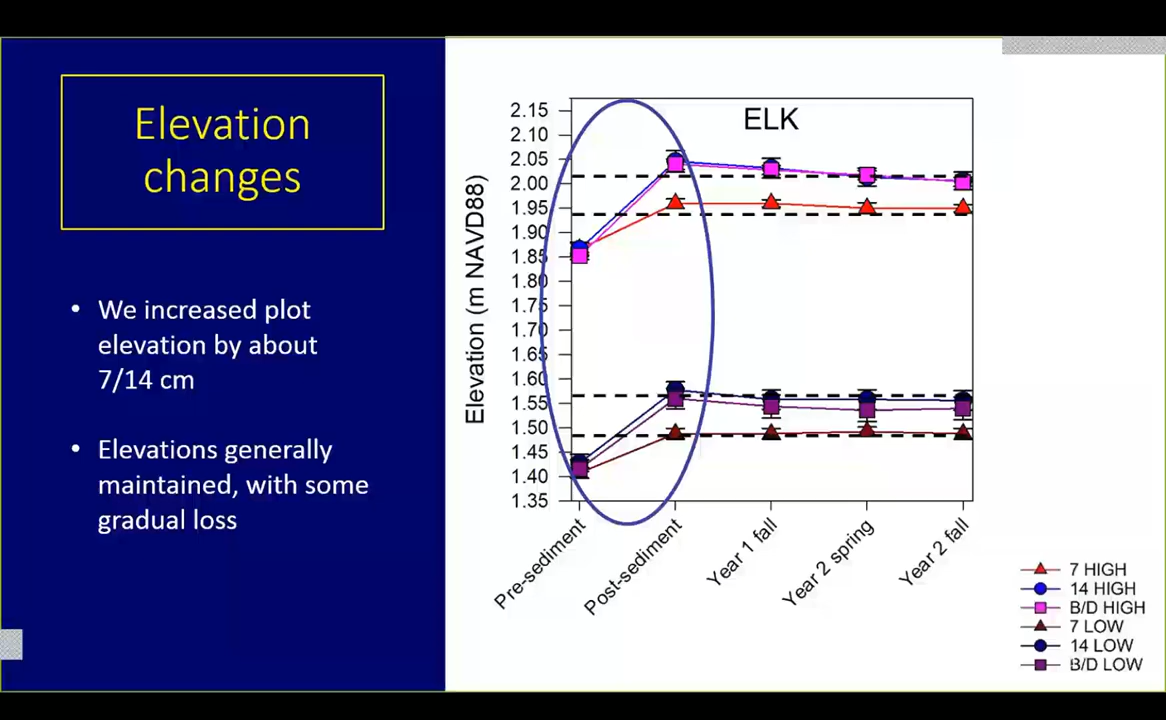 Elevation
changes
• We increased plot
elevation by about
7/14 cm
• Elevations generally
maintained, with some
gradual loss
ELK
Elevation (m NAVD88)
2.15
2.10
2.05
2.00
1.95
1.90
1.85
1.80
1.75
1.70
1.65
1.60
1.55
1.50
1.45
1.40
1.35
Pre-sediment
Post-sediment
Year 1 fall
Year 2 spring
Year 2 fall
7 HIGH
14 HIGH
B/D HIGH
7 LOW
14 LOW
B/D LOW